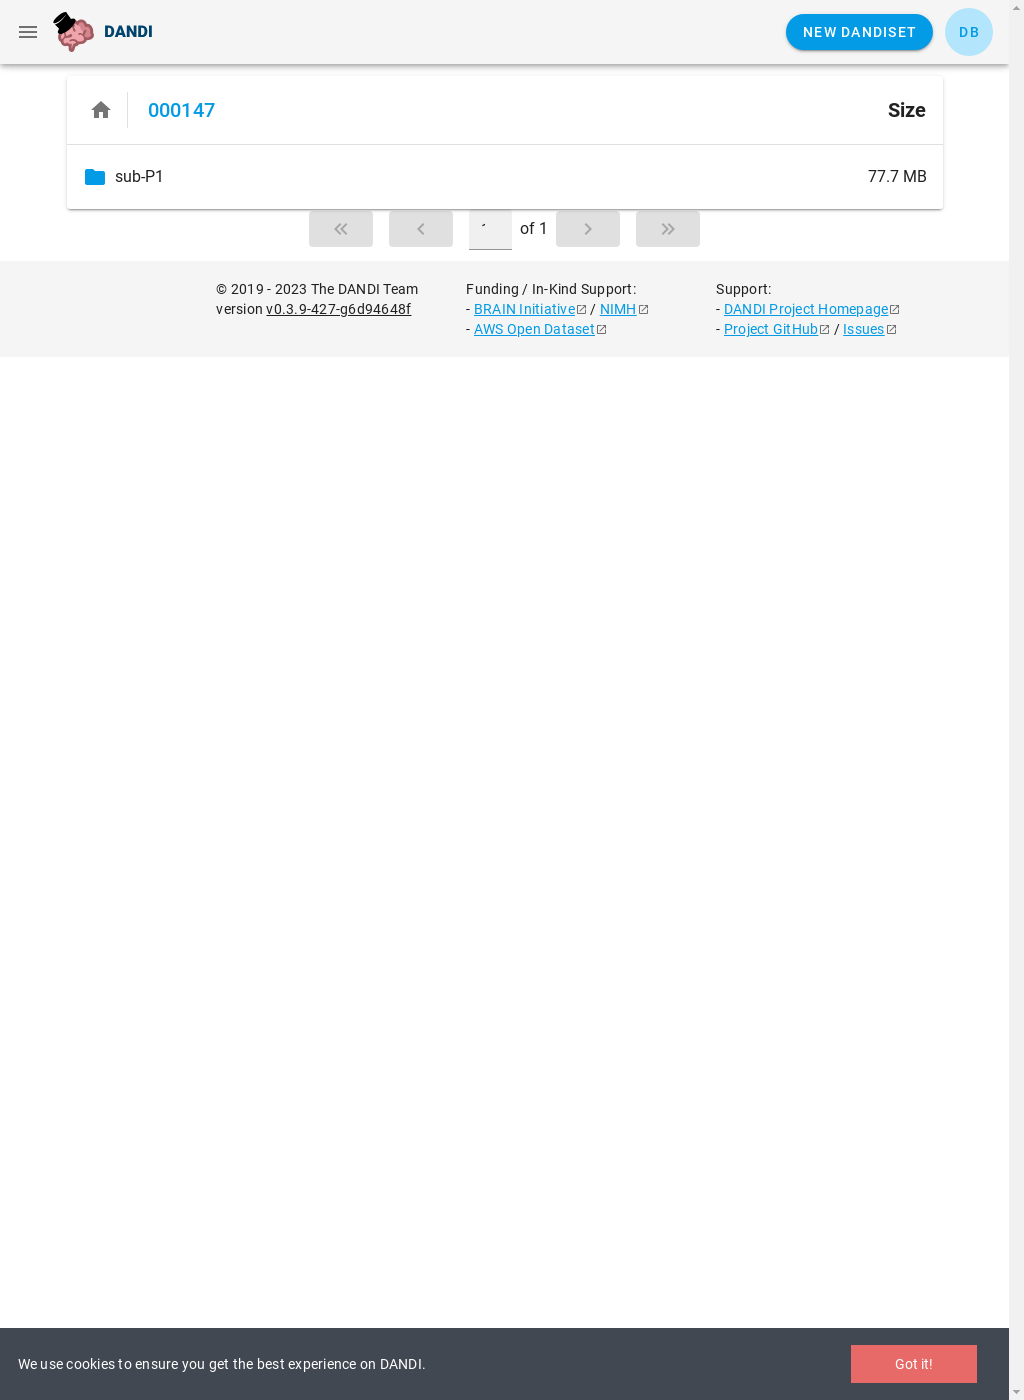 DANDI
NEW DANDISET
DB
000147
Size
sub-P1
77.7 MB
of 1
© 2019 - 2023 The DANDI Team
version v0.3.9-427-g6d94648f
Funding / In-Kind Support:
- BRAIN Initiative / NIMH
- AWS Open Dataset
Support:
- DANDI Project Homepage
- Project GitHub / Issues
We use cookies to ensure you get the best experience on DANDI.
Got it!